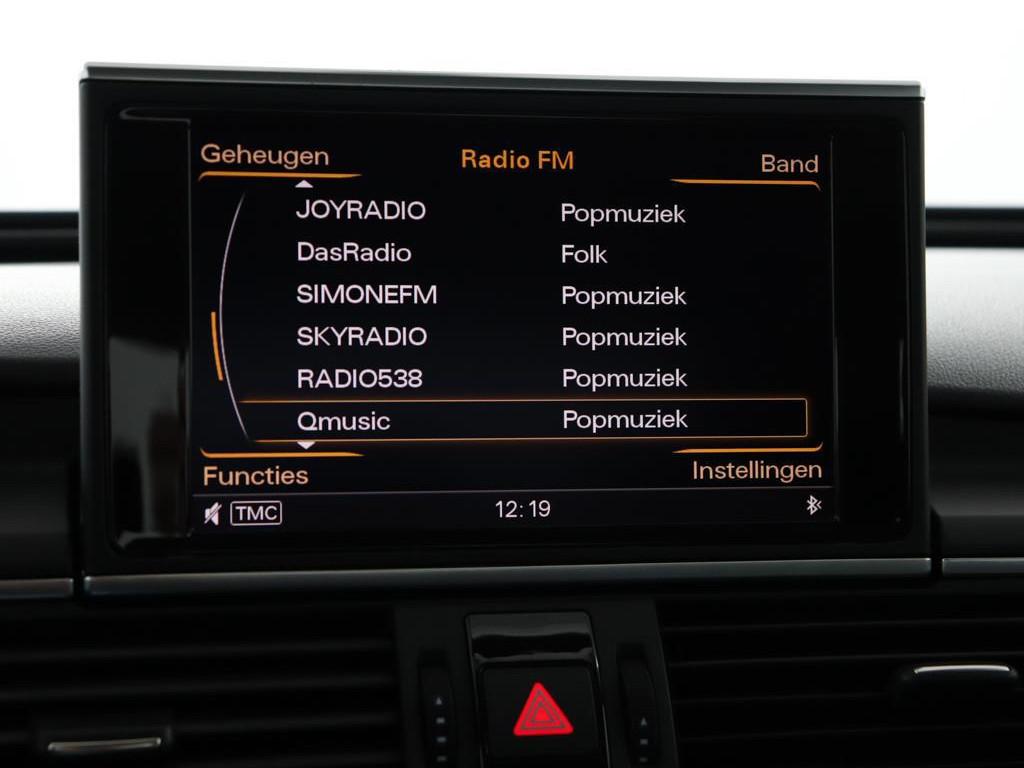 Geheugen Radio FM Band
JOYRADIO Popmuziek
DasRadio Folk
SIMONEFM Popmuziek
SKYRADIO Popmuziek
RADIO538 Popmuziek
Qmusic Popmuziek
Functies Instellingen
TMC 12:19